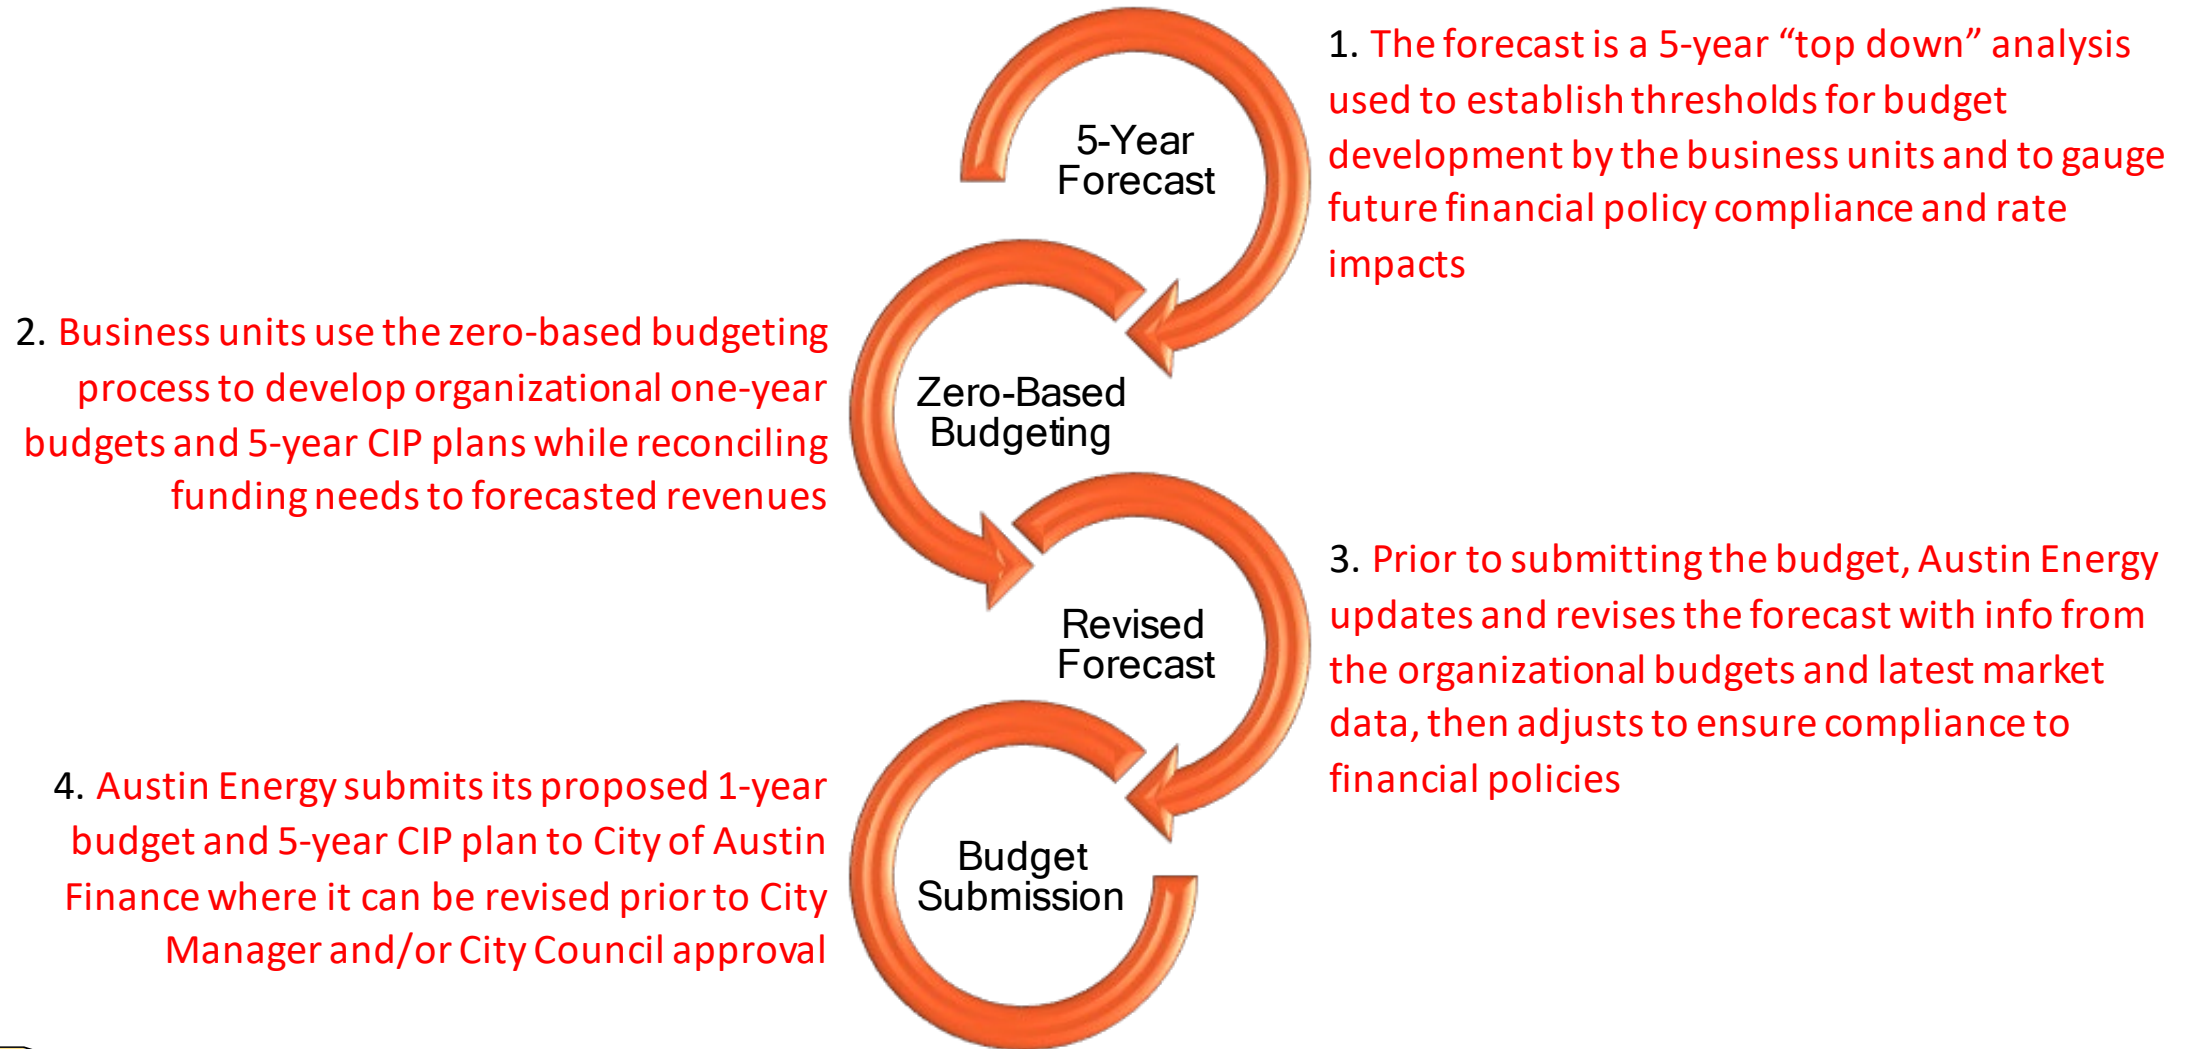 5-Year
Forecast
1. The forecast is a 5-year “top down” analysis
used to establish thresholds for budget
development by the business units and to gauge
future financial policy compliance and rate
impacts
Zero-Based
Budgeting
2. Business units use the zero-based budgeting
process to develop organizational one-year
budgets and 5-year CIP plans while reconciling
funding needs to forecasted revenues
Revised
Forecast
3. Prior to submitting the budget, Austin Energy
updates and revises the forecast with info from
the organizational budgets and latest market
data, then adjusts to ensure compliance to
financial policies
Budget
Submission
4. Austin Energy submits its proposed 1-year
budget and 5-year CIP plan to City of Austin
Finance where it can be revised prior to City
Manager and/or City Council approval